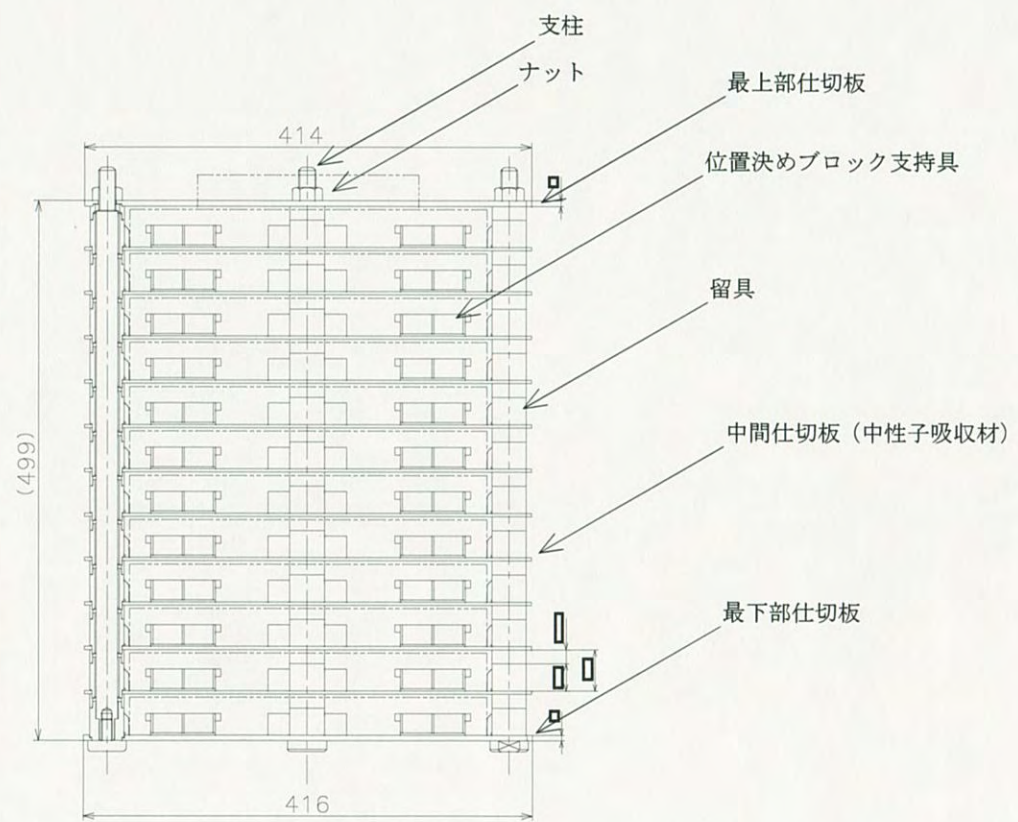 支柱
ナット
最上部仕切板
414
位置決めブロック支持具
留具
中間仕切板（中性子吸収材）
(499)
最下部仕切板
416